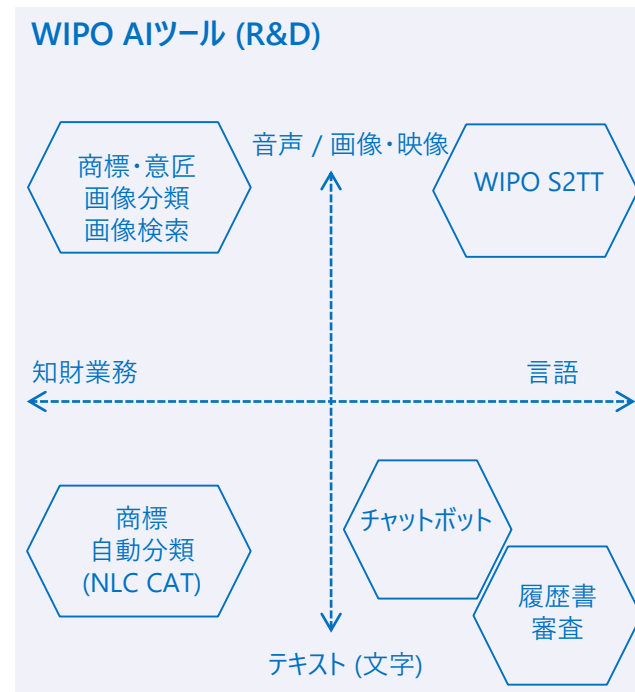 WIPO AIツール (R&D)
音声 / 画像・映像
商標・意匠
画像分類
画像検索
WIPO S2TT
知財業務
言語
商標
自動分類
(NLC CAT)
チャットボット
履歴書
審査
テキスト (文字)